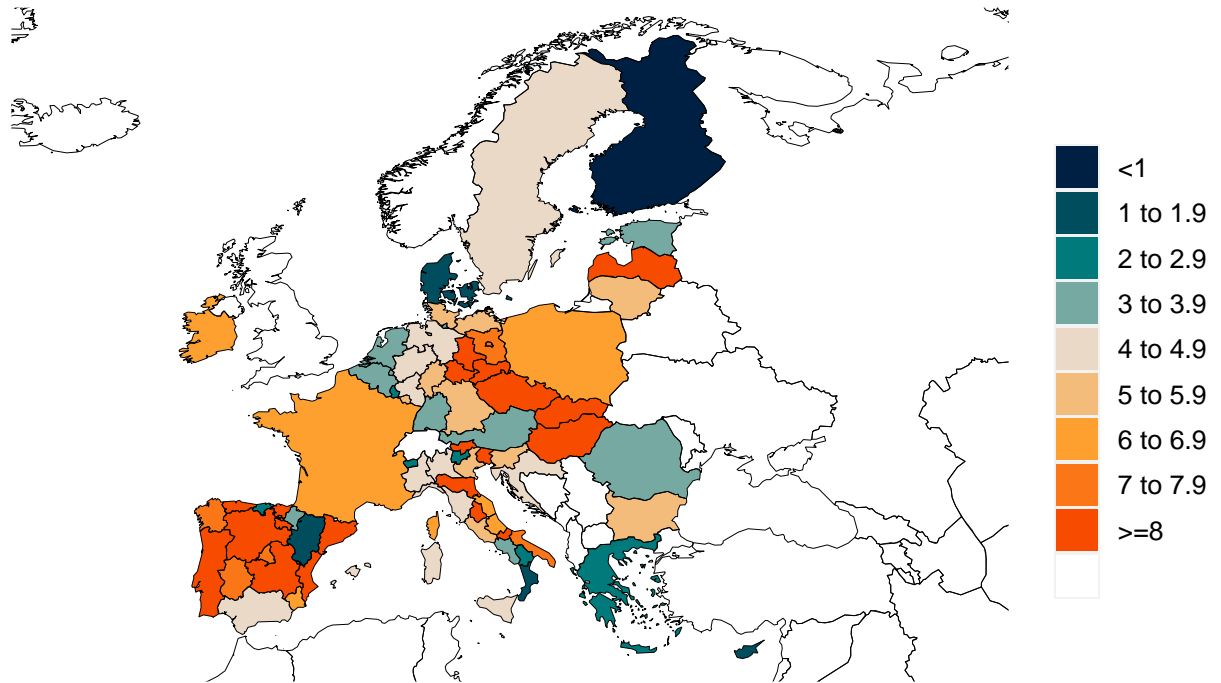 <1
1 to 1.9
2 to 2.9
3 to 3.9
4 to 4.9
5 to 5.9
6 to 6.9
7 to 7.9
>=8